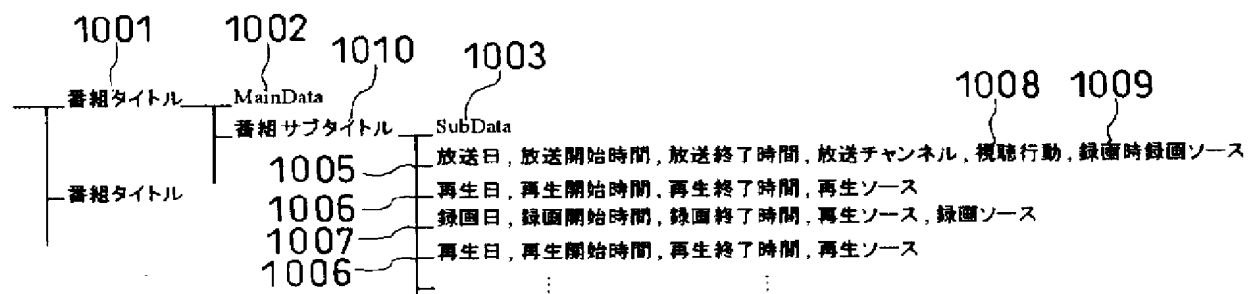 1001 1002 1010 1003 1008 1009
番組タイトル MainData
番組サブタイトル SubData
1005 放送日,放送開始時間,放送終了時間,放送チャンネル,視聴行動,録画時録画ソース
番組タイトル 1006 再生日,再生開始時間,再生終了時間,再生ソース
1007 録画日,録画開始時間,録画終了時間,再生ソース,録画ソース
1006 再生日,再生開始時間,再生終了時間,再生ソース
⋮ ⋮